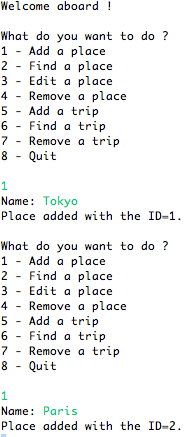 Welcome aboard !
What do you want to do ?
1 - Add a place
2 - Find a place
3 - Edit a place
4 - Remove a place
5 - Add a trip
6 - Find a trip
7 - Remove a trip
8 - Quit
1
Name: Tokyo
Place added with the ID=1.
What do you want to do ?
1 - Add a place
2 - Find a place
3 - Edit a place
4 - Remove a place
5 - Add a trip
6 - Find a trip
7 - Remove a trip
8 - Quit
1
Name: Paris
Place added with the ID=2.